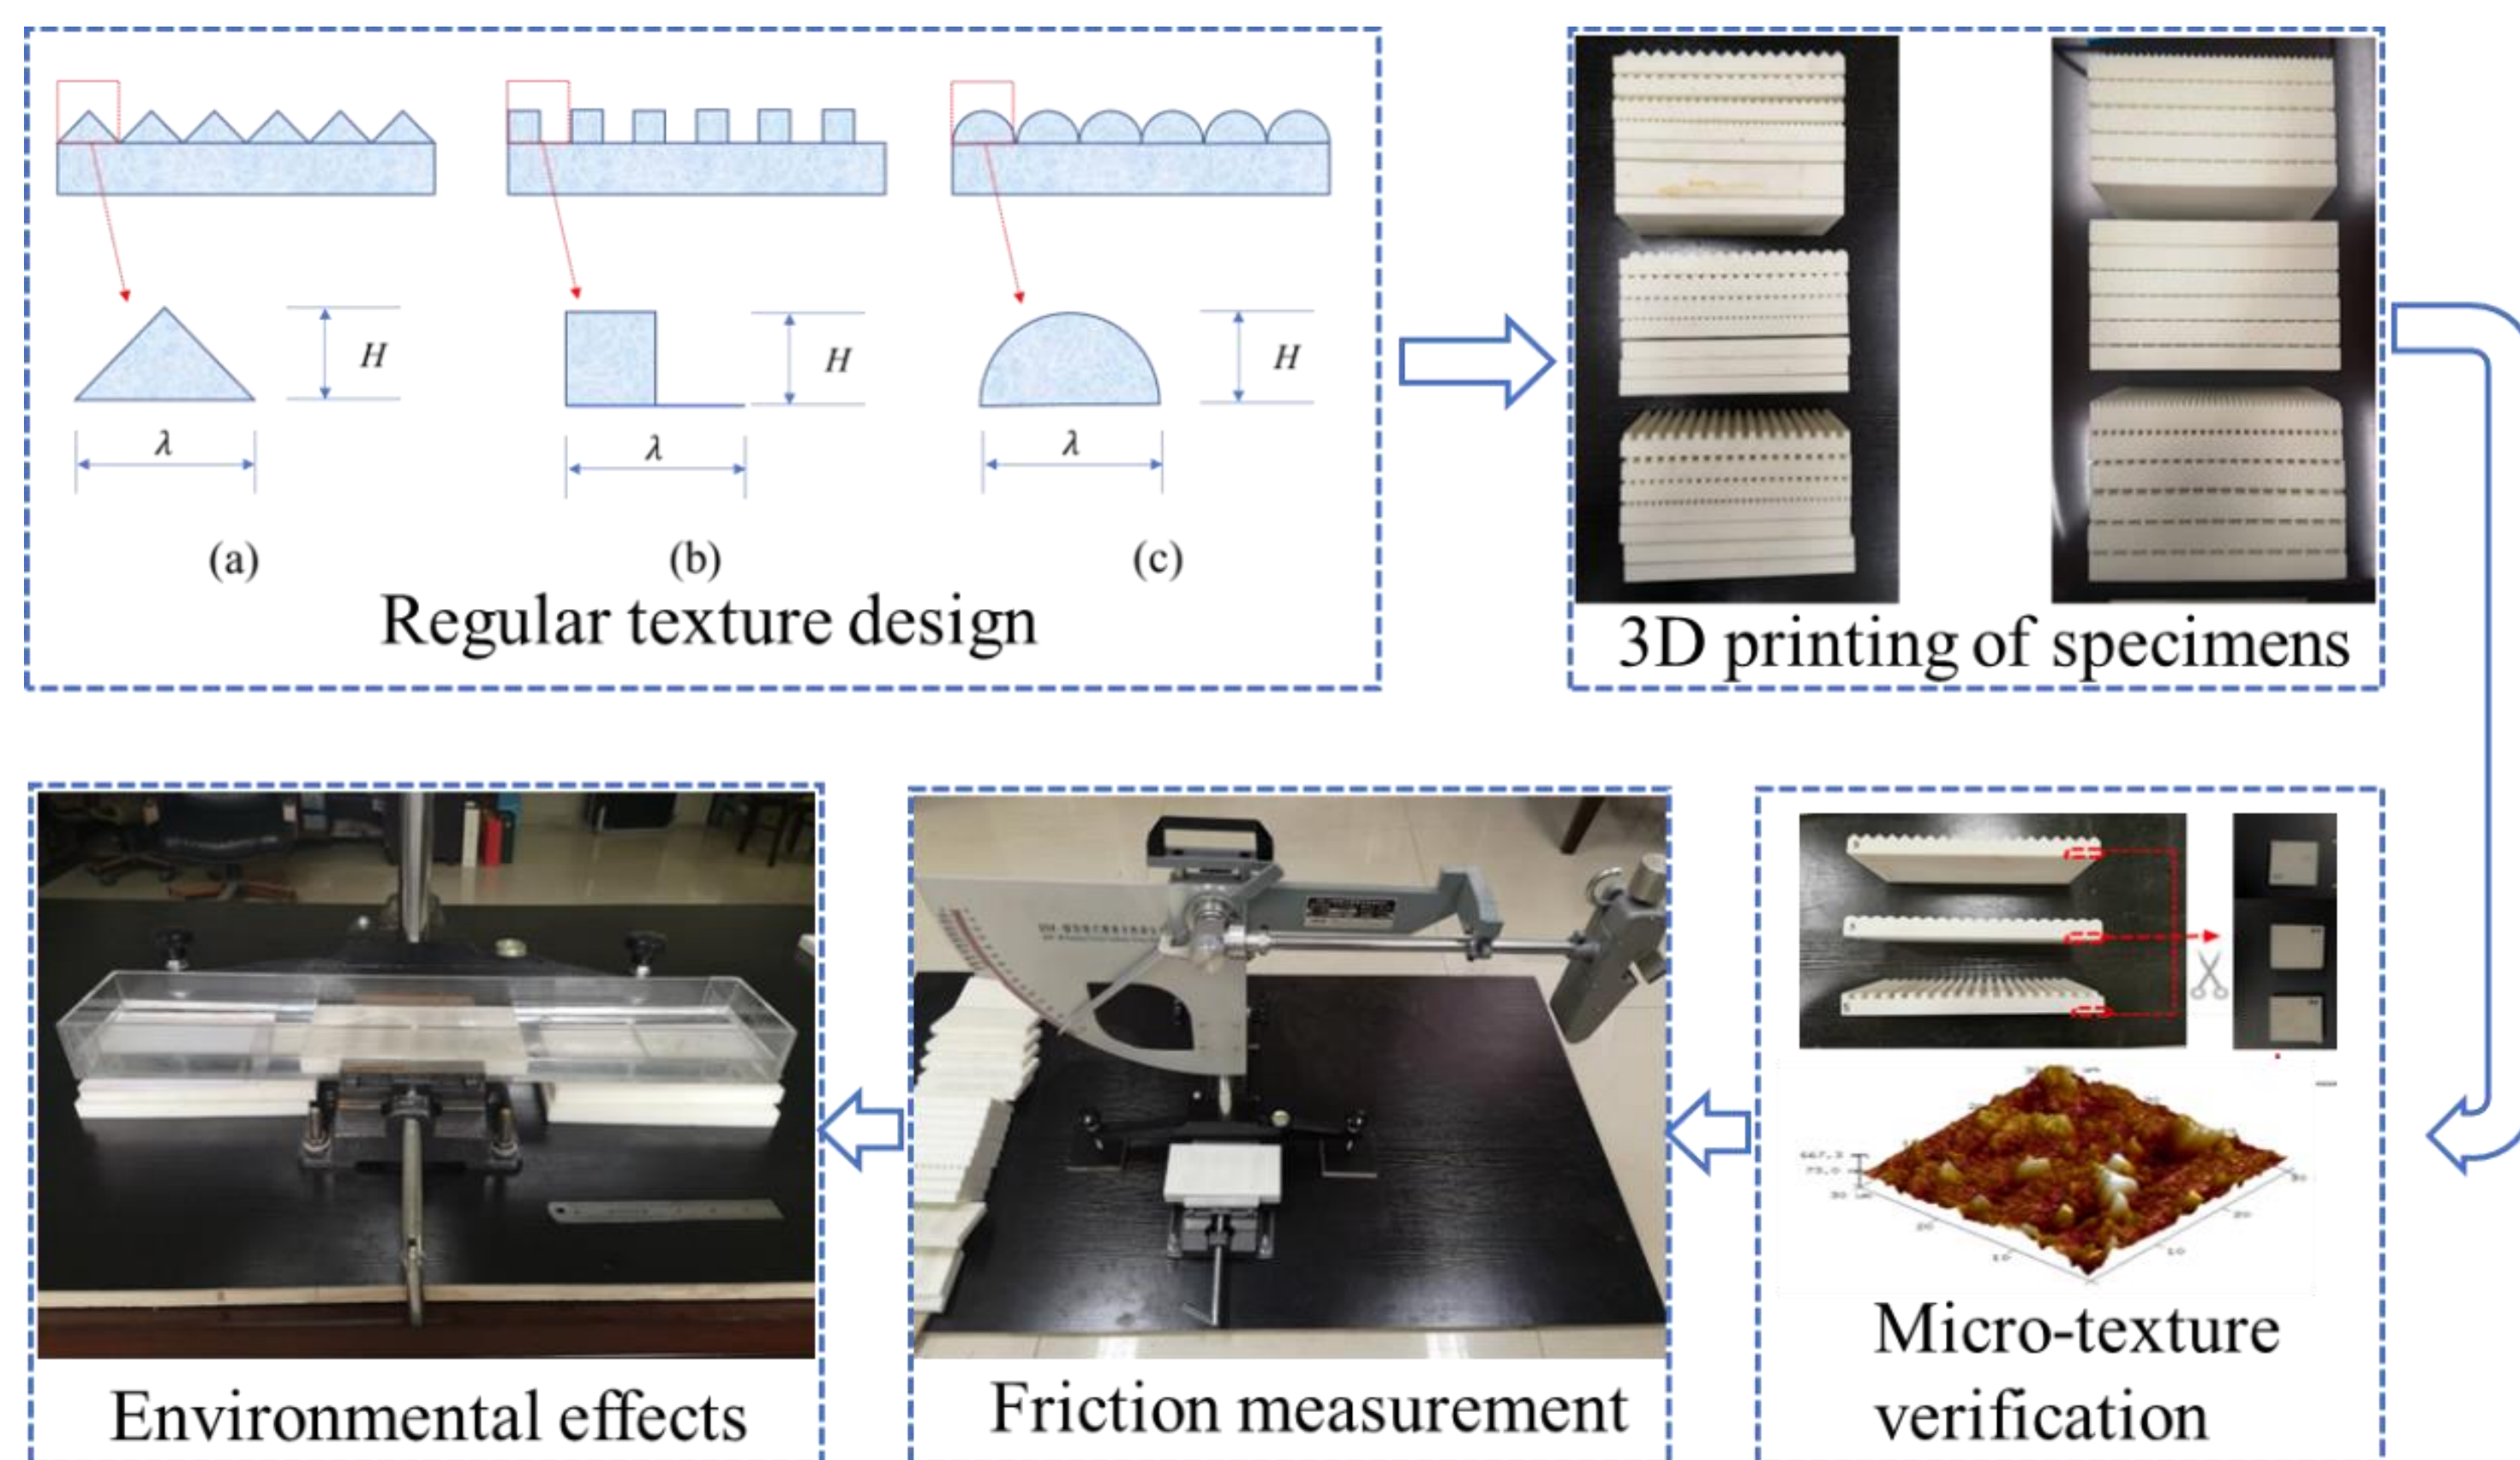 H
H
H
λ
λ
λ
(a)
(b)
(c)
Regular texture design
3D printing of specimens
Environmental effects
Friction measurement
Micro-texture
verification